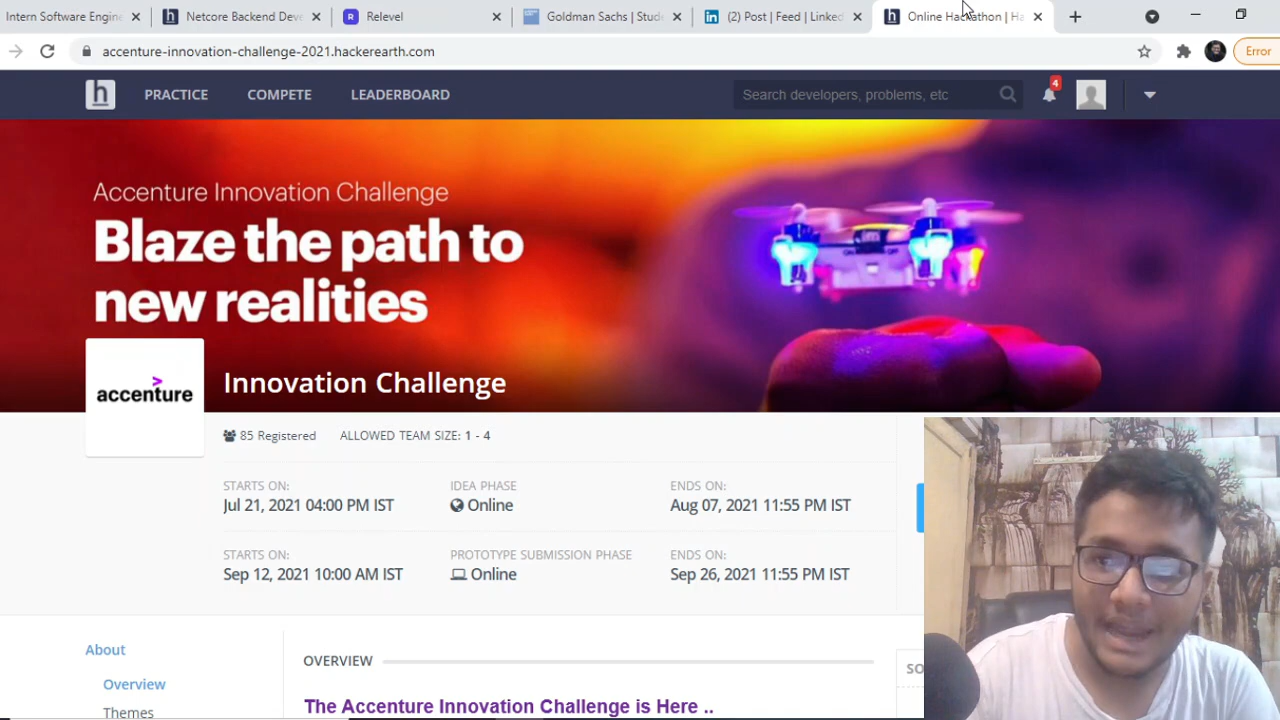 Intern Software Engine
Netcore Backend Deve
Relevel
Goldman Sachs | Stud
(2) Post | Feed | Linked
Online Hackathon | Ha
accenture-innovation-challenge-2021.hackerearth.com
Error
h
PRACTICE
COMPETE
LEADERBOARD
Search developers, problems, etc
4
Accenture Innovation Challenge
Blaze the path to
new realities
accenture
Innovation Challenge
85 Registered
ALLOWED TEAM SIZE: 1 - 4
STARTS ON:
Jul 21, 2021 04:00 PM IST
IDEA PHASE
Online
ENDS ON:
Aug 07, 2021 11:55 PM IST
STARTS ON:
Sep 12, 2021 10:00 AM IST
PROTOTYPE SUBMISSION PHASE
Online
ENDS ON:
Sep 26, 2021 11:55 PM IST
About
Overview
Themes
OVERVIEW
The Accenture Innovation Challenge is Here ..
SO